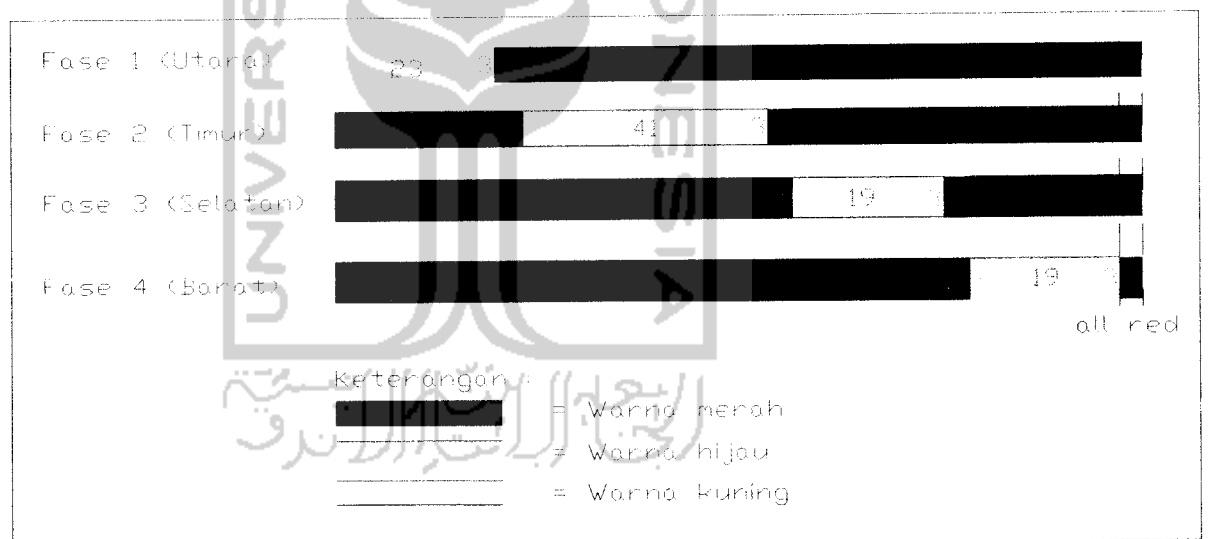 Fase 1 (Utara) 23 3
Fase 2 (Timur) 41 3
Fase 3 (Selatan) 19 3
Fase 4 (Barat) 19 3
all red
Keterangan :
= Warna merah
= Warna hijau
= Warna kuning